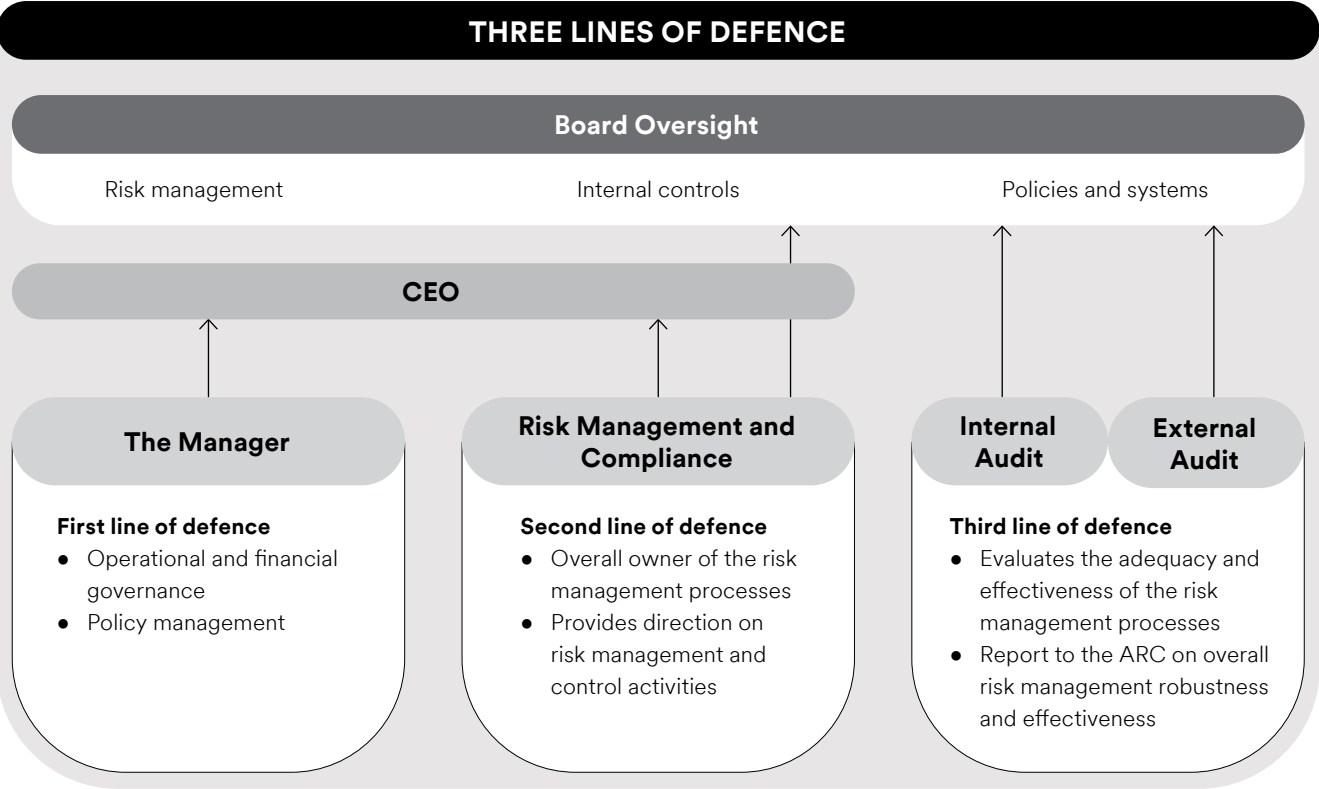 THREE LINES OF DEFENCE
Board Oversight
Risk management
Internal controls
Policies and systems
CEO
The Manager
First line of defence
● Operational and financial
governance
● Policy management
Risk Management and
Compliance
Second line of defence
● Overall owner of the risk
management processes
● Provides direction on
risk management and
control activities
Internal
Audit
External
Audit
Third line of defence
● Evaluates the adequacy and
effectiveness of the risk
management processes
● Report to the ARC on overall
risk management robustness
and effectiveness